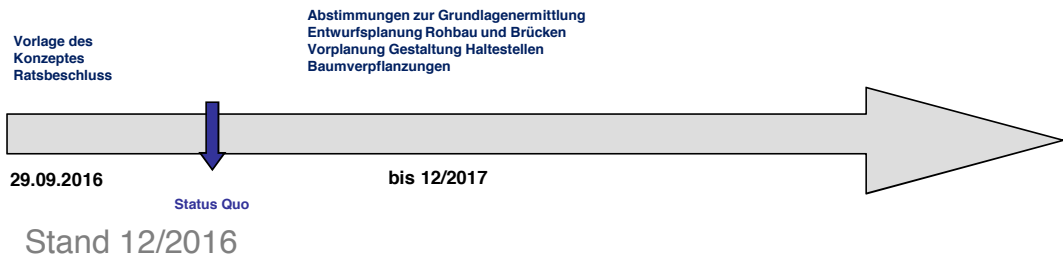 Vorlage des
Konzeptes
Ratsbeschluss
Abstimmungen zur Grundlagenermittlung
Entwurfsplanung Rohbau und Brücken
Vorplanung Gestaltung Haltestellen
Baumverpflanzungen
29.09.2016
bis 12/2017
Status Quo
Stand 12/2016